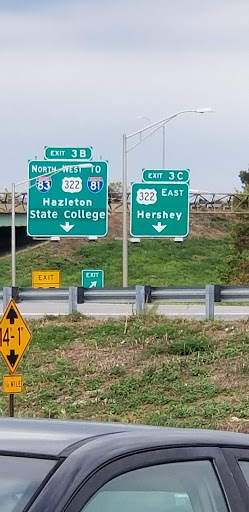 EXIT 3B
NORTH WEST TO
83 322 81
Hazleton
State College
EXIT 3C
322 EAST
Hershey
EXIT
EXIT
14-1"